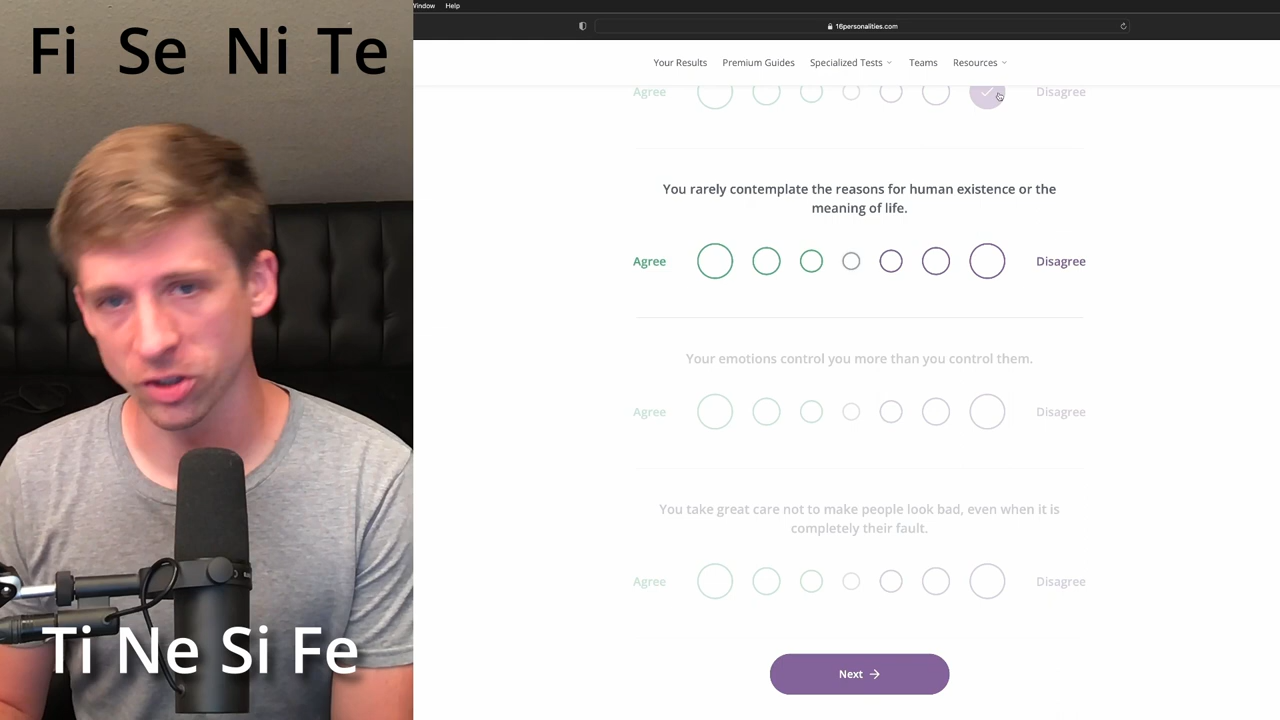 Fi Se Ni Te
Ti Ne Si Fe
Window Help
16personalities.com
Your Results Premium Guides Specialized Tests Teams Resources
Agree Disagree
You rarely contemplate the reasons for human existence or the
meaning of life.
Agree Disagree
Your emotions control you more than you control them.
Agree Disagree
You take great care not to make people look bad, even when it is
completely their fault.
Agree Disagree
Next